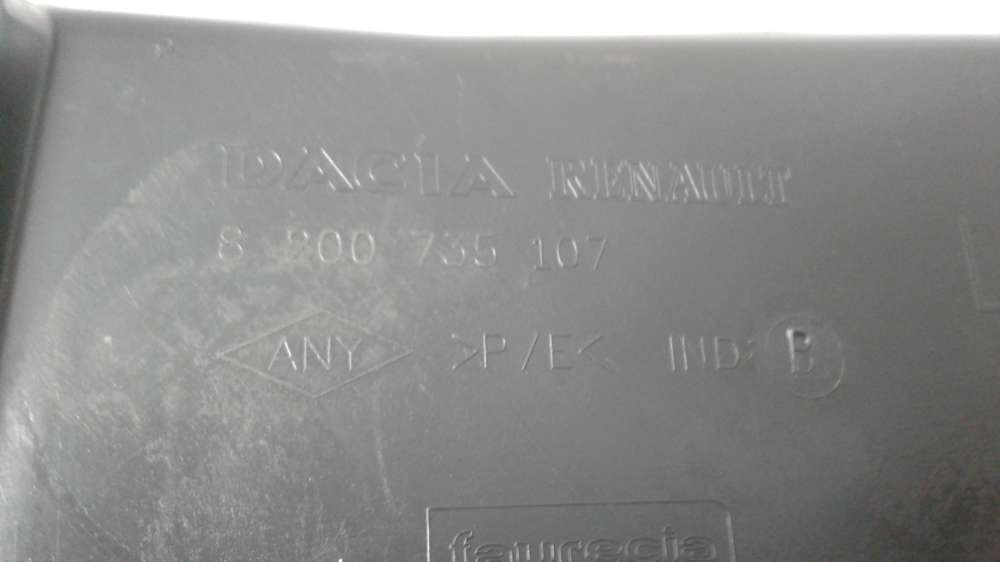 DACIA RENAULT
8 200 735 107
ANY >P/E< IND: B
faurecia